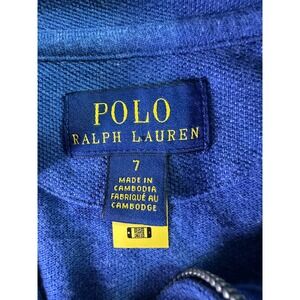 POLO
RALPH LAUREN
7
MADE IN
CAMBODIA
FABRIQUÉ AU
CAMBODGE